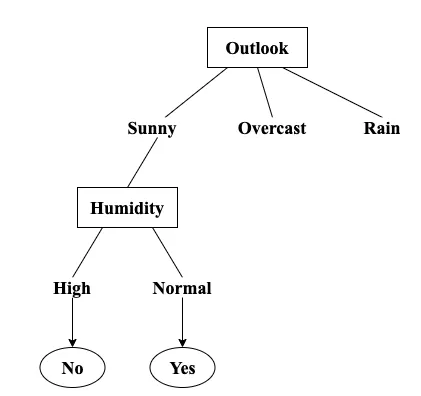 Outlook
Sunny Overcast Rain
Humidity
High Normal
No Yes